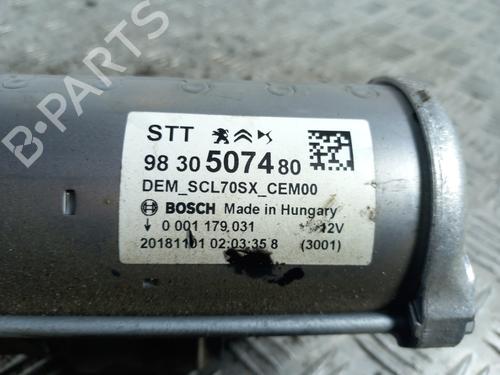 B-PARTS
STT
98 30 5074 80
DEM_SCL70SX_CEM00
BOSCH Made in Hungary
0 001 179 031 12V
20181101 02:03:35 8 (3001)